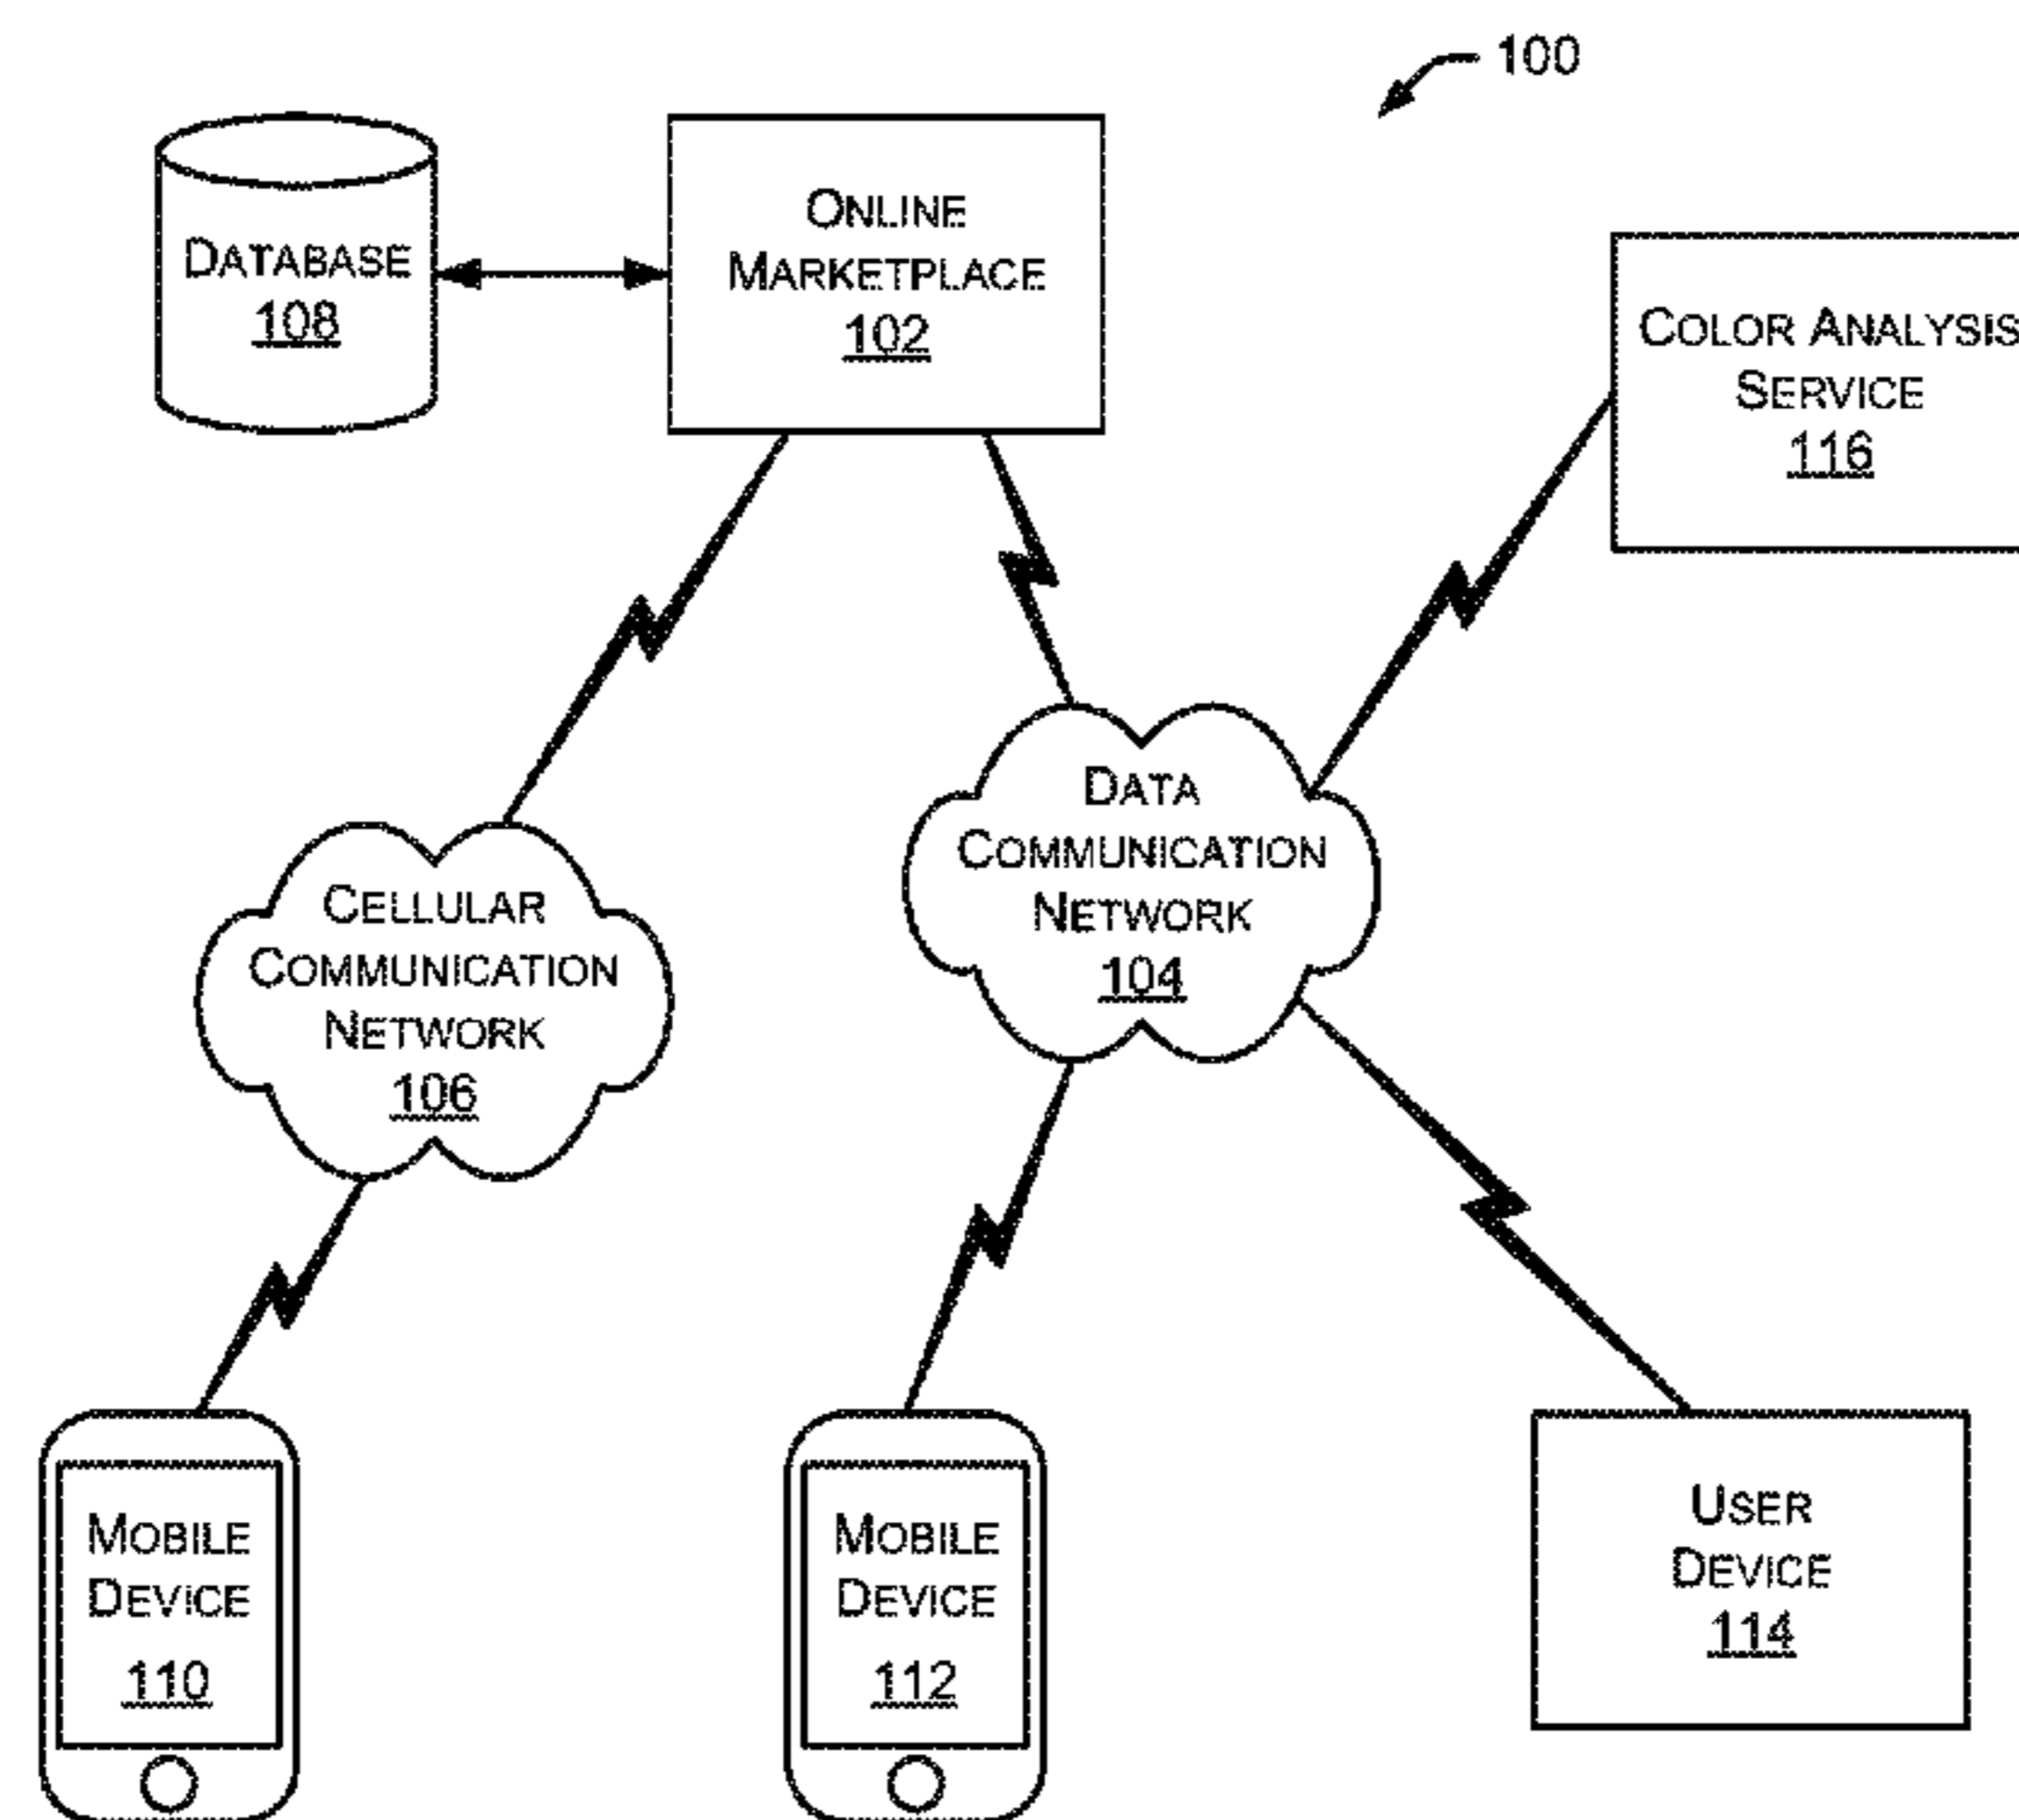 100
ONLINE
MARKETPLACE
102
DATABASE
108
COLOR ANALYSIS
SERVICE
116
DATA
COMMUNICATION
NETWORK
104
CELLULAR
COMMUNICATION
NETWORK
106
MOBILE
DEVICE
110
MOBILE
DEVICE
112
USER
DEVICE
114